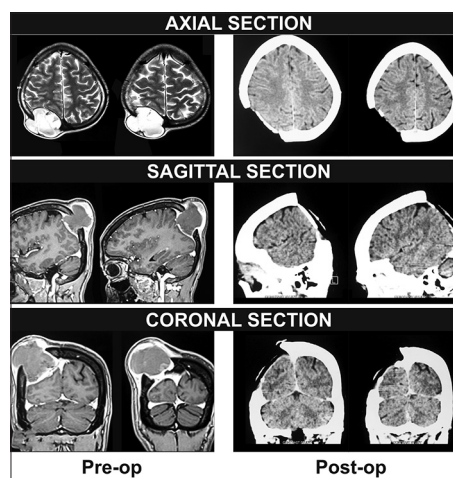 AXIAL SECTION
SAGITTAL SECTION
CORONAL SECTION
Pre-op
Post-op